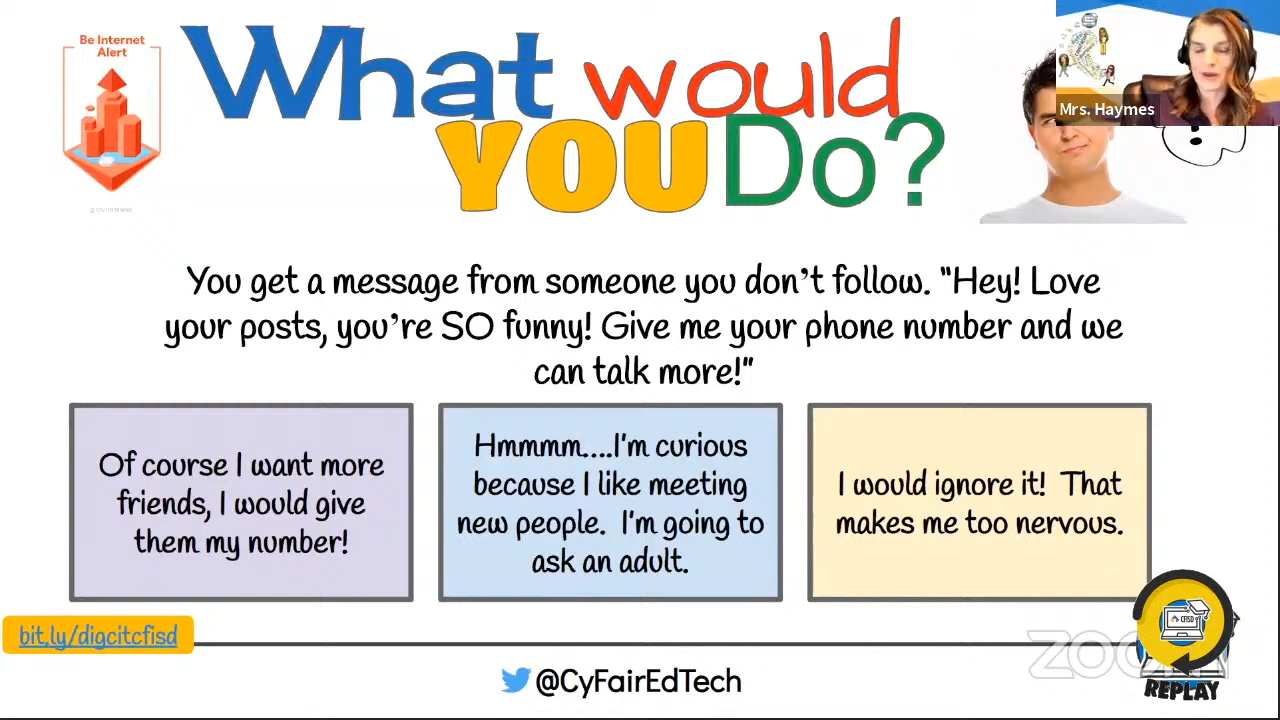 Be Internet
Alert
What would
YOU Do?
Mrs. Haymes
You get a message from someone you don't follow. "Hey! Love
your posts, you're SO funny! Give me your phone number and we
can talk more!"
Of course I want more
friends, I would give
them my number!
Hmmmm....I'm curious
because I like meeting
new people. I'm going to
ask an adult.
I would ignore it! That
makes me too nervous.
bit.ly/digcitcfisd
@CyFairEdTech
zoom
CFISD
REPLAY